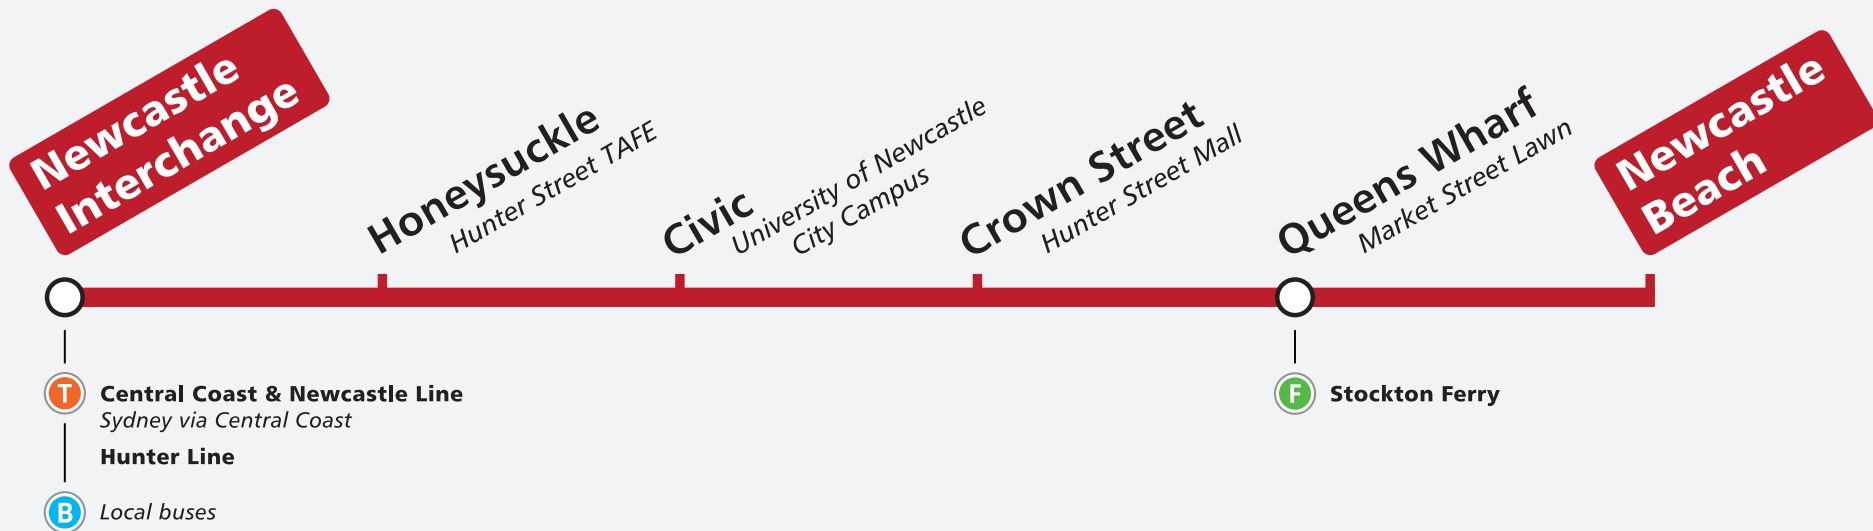 Newcastle
Interchange
Honeysuckle
Hunter Street TAFE
Civic
University of Newcastle
City Campus
Crown Street
Hunter Street Mall
Queens Wharf
Market Street Lawn
Newcastle
Beach
T Central Coast & Newcastle Line
Sydney via Central Coast
Hunter Line
B Local buses
F Stockton Ferry